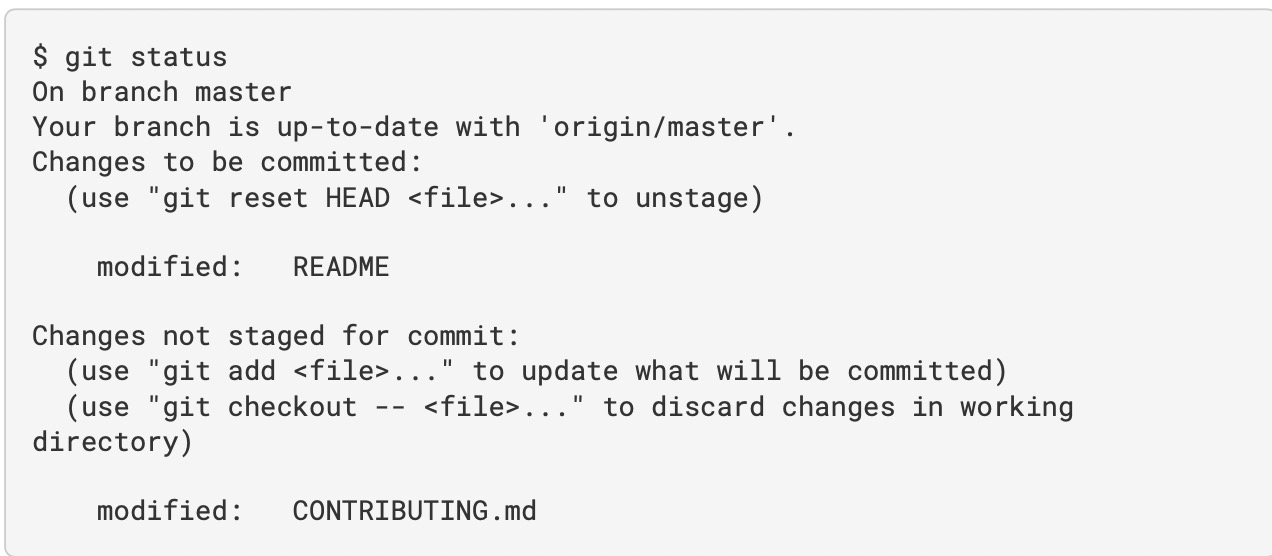 $ git status
On branch master
Your branch is up-to-date with 'origin/master'.
Changes to be committed:
  (use "git reset HEAD <file>..." to unstage)

    modified:   README

Changes not staged for commit:
  (use "git add <file>..." to update what will be committed)
  (use "git checkout -- <file>..." to discard changes in working
directory)

    modified:   CONTRIBUTING.md